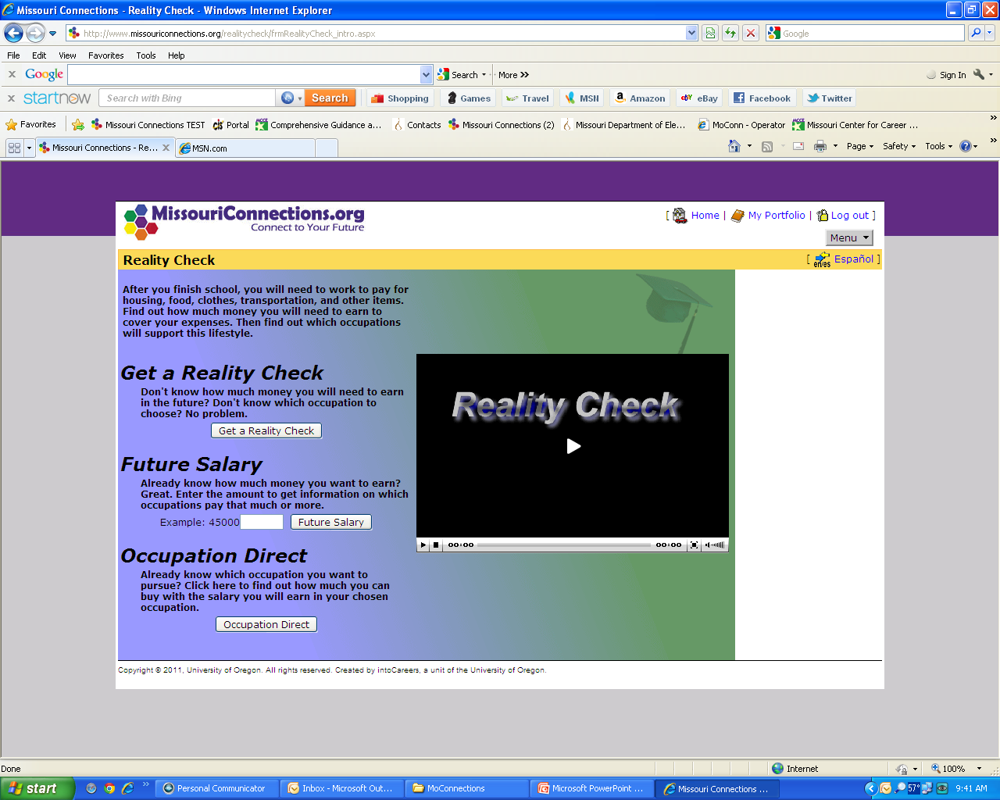 Missouri Connections - Reality Check - Windows Internet Explorer
http://www.missouriconnections.org/realitycheck/frmRealityCheck_intro.aspx
Google
File Edit View Favorites Tools Help
x Google Search More »
Sign In
x startnow Search with Bing Search Shopping Games Travel MSN Amazon eBay Facebook Twitter
Favorites Missouri Connections TEST Portal Comprehensive Guidance a... Contacts Missouri Connections (2) Missouri Department of Ele... MoConn - Operator Missouri Center for Career ... »
Missouri Connections - Re... MSN.com Page Safety Tools »
MissouriConnections.org
Connect to Your Future
[ Home | My Portfolio | Log out ]
Menu
Reality Check
[ en/es Español ]
After you finish school, you will need to work to pay for
housing, food, clothes, transportation, and other items.
Find out how much money you will need to earn to
cover your expenses. Then find out which occupations
will support this lifestyle.
Get a Reality Check
Don't know how much money you will need to earn
in the future? Don't know which occupation to
choose? No problem.
Get a Reality Check
Future Salary
Already know how much money you want to earn?
Great. Enter the amount to get information on which
occupations pay that much or more.
Example: 45000 Future Salary
Occupation Direct
Already know which occupation you want to
pursue? Click here to find out how much you can
buy with the salary you will earn in your chosen
occupation.
Occupation Direct
Reality Check
00:00 00:00
Copyright © 2011, University of Oregon. All rights reserved. Created by intoCareers, a unit of the University of Oregon.
Done Internet 100%
start » Personal Communicator Inbox - Microsoft Out... MoConnections Microsoft PowerPoint ... Missouri Connections ... 57° 9:41 AM